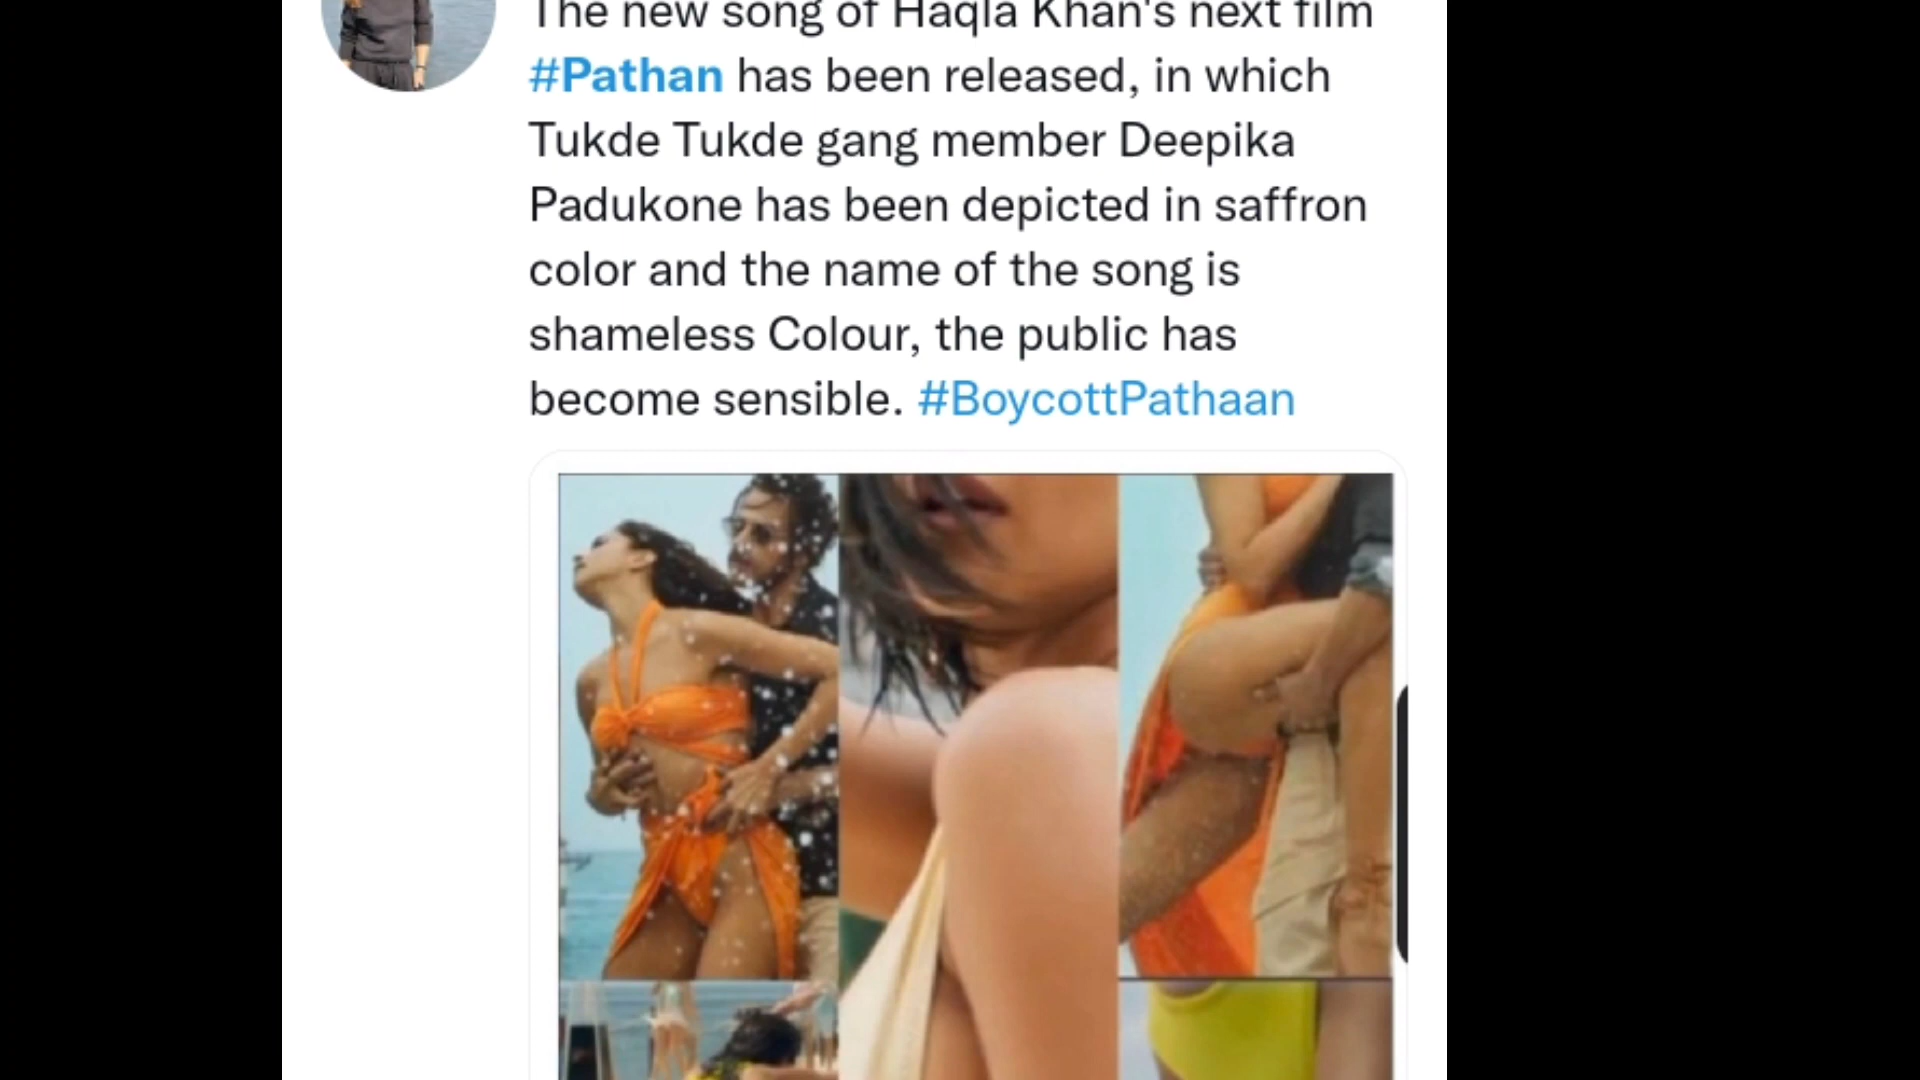 The new song of Haqla Khan's next film
#Pathan has been released, in which
Tukde Tukde gang member Deepika
Padukone has been depicted in saffron
color and the name of the song is
shameless Colour, the public has
become sensible. #BoycottPathaan